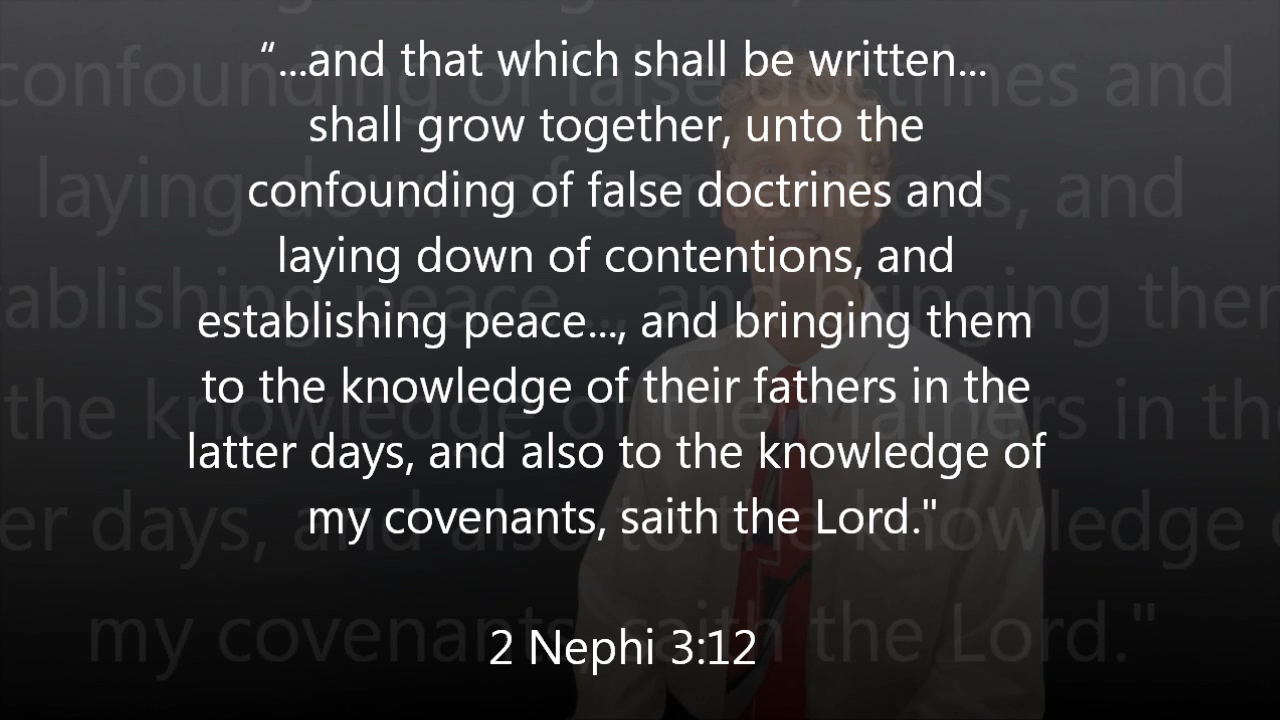 “...and that which shall be written...
shall grow together, unto the
confounding of false doctrines and
laying down of contentions, and
establishing peace..., and bringing them
to the knowledge of their fathers in the
latter days, and also to the knowledge of
my covenants, saith the Lord."
2 Nephi 3:12